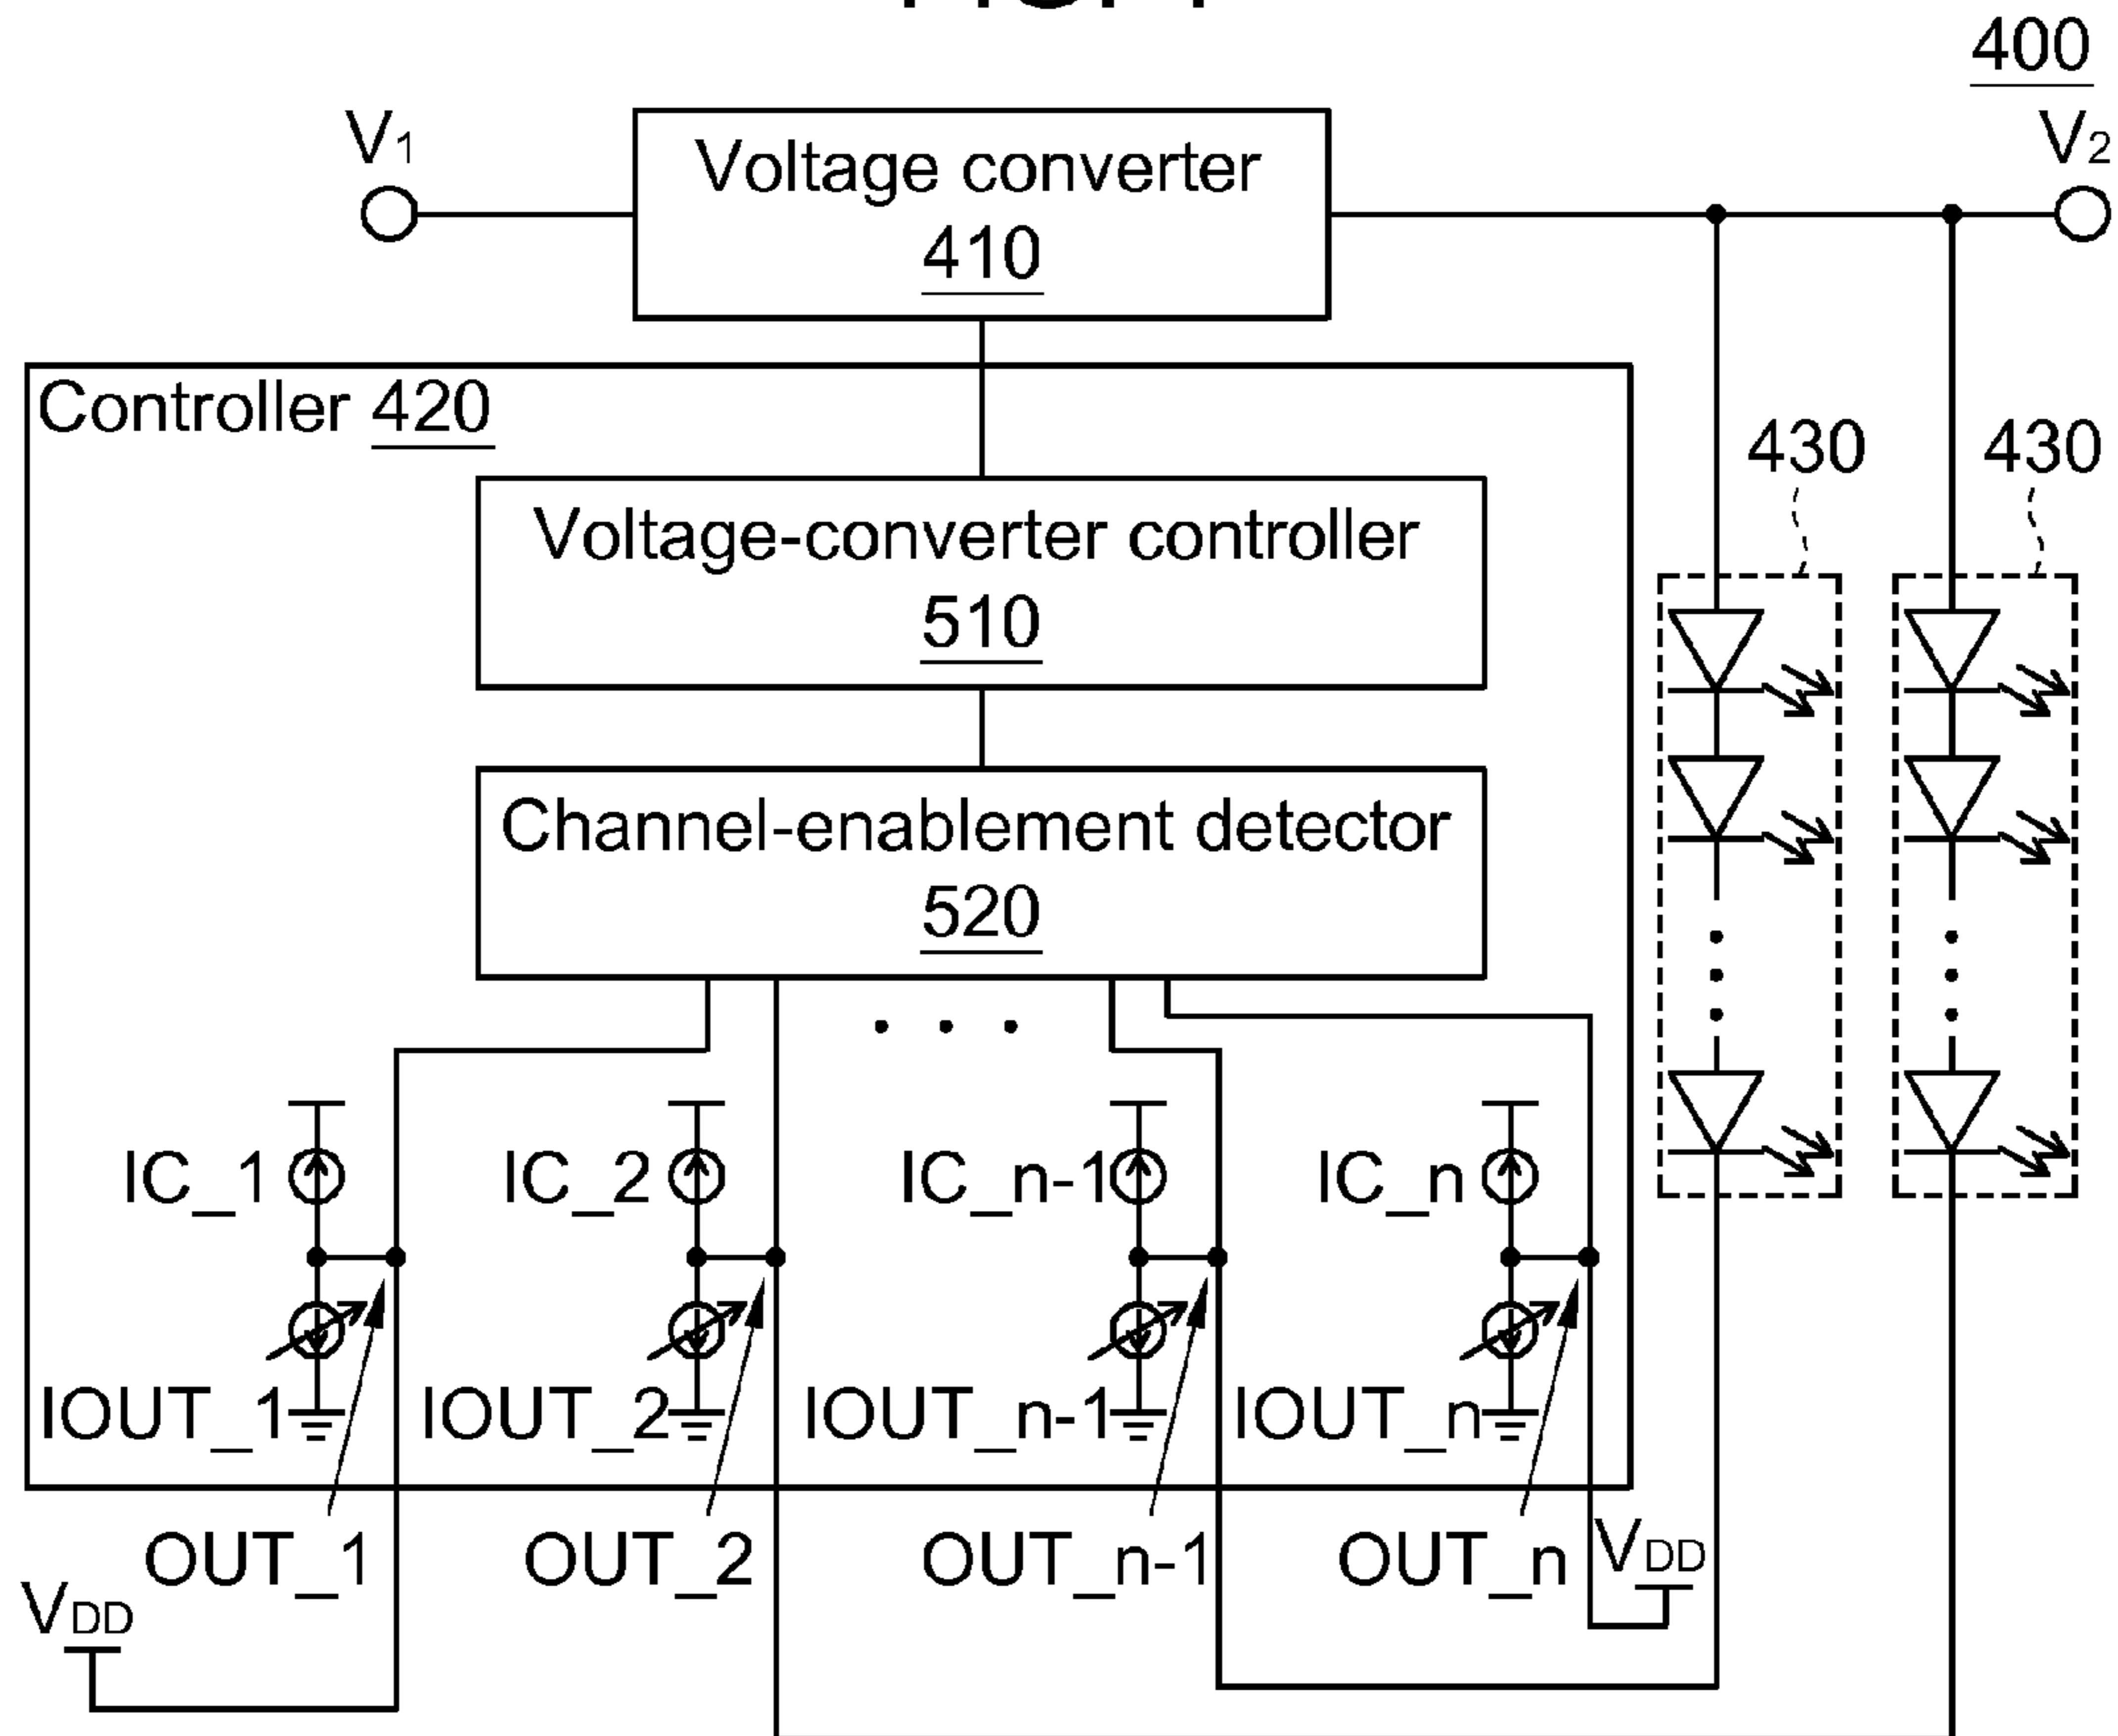 400
V1
V2
Voltage converter
410
Controller 420
430
430
Voltage-converter controller
510
Channel-enablement detector
520
IC_1
IC_2
IC_n-1
IC_n
IOUT_1
IOUT_2
IOUT_n-1
IOUT_n
OUT_1
OUT_2
OUT_n-1
OUT_n
VDD
VDD